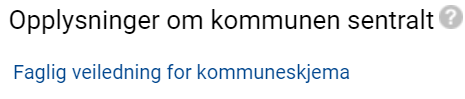 Opplysninger om kommunen sentralt ?
Faglig veiledning for kommuneskjema